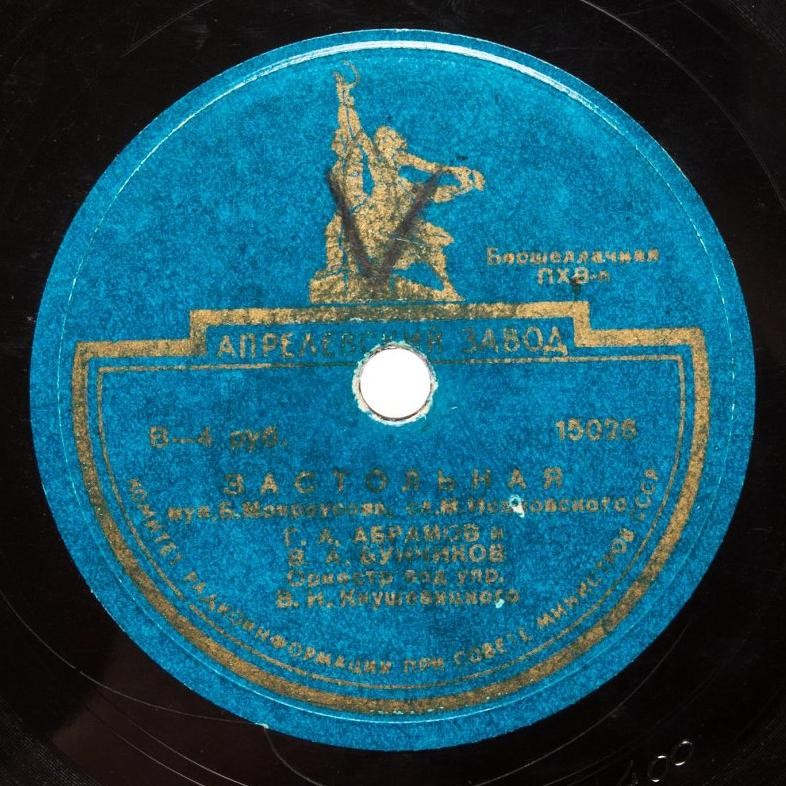 Бесшеллачная
ПХВ-л
АПРЕЛЕВСКИЙ ЗАВОД
В—4 руб. 15026
ЗАСТОЛЬНАЯ
муз. Б. Мокроусова, сл. М. Исаковского
Г. А. АБРАМОВ и
В. А. БУНЧИКОВ
Оркестр под упр.
В. Н. Кнушевицкого
КОМИТЕТ РАДИОИНФОРМАЦИИ ПРИ СОВЕТЕ МИНИСТРОВ СССР